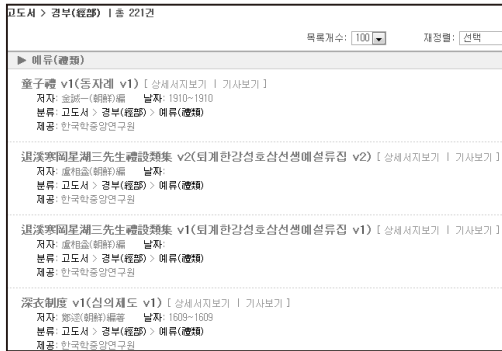 고도서 > 경부(經部) | 총 221건
목록개수: 100 재정렬: 선택
▶ 예류(禮類)
童子禮 v1(동자례 v1) [ 상세서지보기 | 기사보기 ]
저자: 金誠一(朝鮮)編 날짜: 1910~1910
분류: 고도서 > 경부(經部) > 예류(禮類)
제공: 한국학중앙연구원
退溪寒岡星湖三先生禮設類集 v2(퇴계한강성호삼선생예설류집 v2) [ 상세서지보기 | 기사보기 ]
저자: 盧相益(朝鮮)編 날짜:
분류: 고도서 > 경부(經部) > 예류(禮類)
제공: 한국학중앙연구원
退溪寒岡星湖三先生禮設類集 v1(퇴계한강성호삼선생예설류집 v1) [ 상세서지보기 | 기사보기 ]
저자: 盧相益(朝鮮)編 날짜:
분류: 고도서 > 경부(經部) > 예류(禮類)
제공: 한국학중앙연구원
深衣制度 v1(심의제도 v1) [ 상세서지보기 | 기사보기 ]
저자: 鄭逑(朝鮮)編著 날짜: 1609~1609
분류: 고도서 > 경부(經部) > 예류(禮類)
제공: 한국학중앙연구원